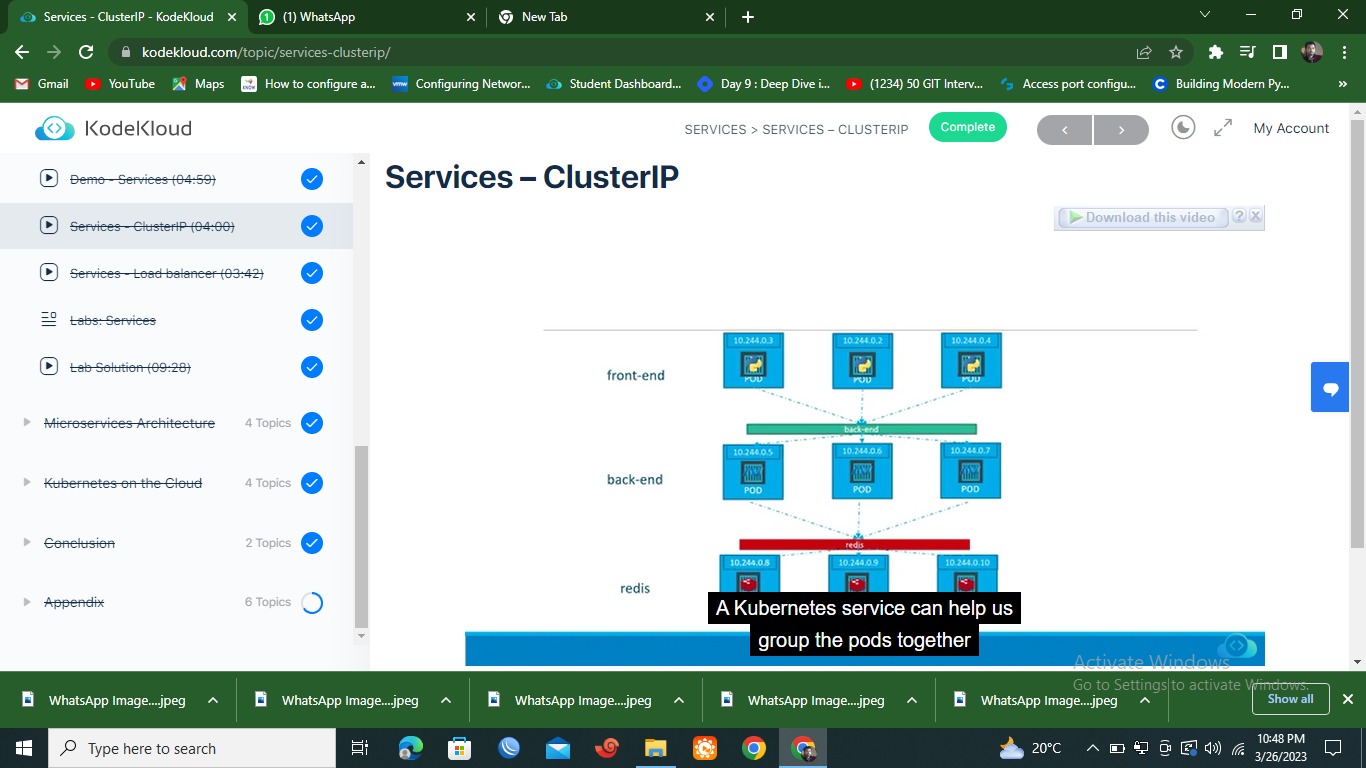 Services - ClusterIP - KodeKloud
(1) WhatsApp
New Tab
kodekloud.com/topic/services-clusterip/
Gmail
YouTube
Maps
How to configure a...
Configuring Networ...
Student Dashboard...
Day 9 : Deep Dive i...
(1234) 50 GIT Interv...
Access port configu...
Building Modern Py...
KodeKloud
SERVICES > SERVICES – CLUSTERIP
Complete
My Account
Demo - Services (04:59)
Services - ClusterIP (04:00)
Services - Load balancer (03:42)
Labs: Services
Lab Solution (09:28)
Microservices Architecture
4 Topics
Kubernetes on the Cloud
4 Topics
Conclusion
2 Topics
Appendix
6 Topics
Services – ClusterIP
Download this video
front-end
10.244.0.3
POD
10.244.0.2
POD
10.244.0.4
POD
back-end
back-end
10.244.0.5
POD
10.244.0.6
POD
10.244.0.7
POD
redis
redis
10.244.0.8
10.244.0.9
10.244.0.10
A Kubernetes service can help us
group the pods together
Activate Windows
Go to Settings to activate Windows.
WhatsApp Image....jpeg
WhatsApp Image....jpeg
WhatsApp Image....jpeg
WhatsApp Image....jpeg
WhatsApp Image....jpeg
Show all
Type here to search
20°C
10:48 PM
3/26/2023